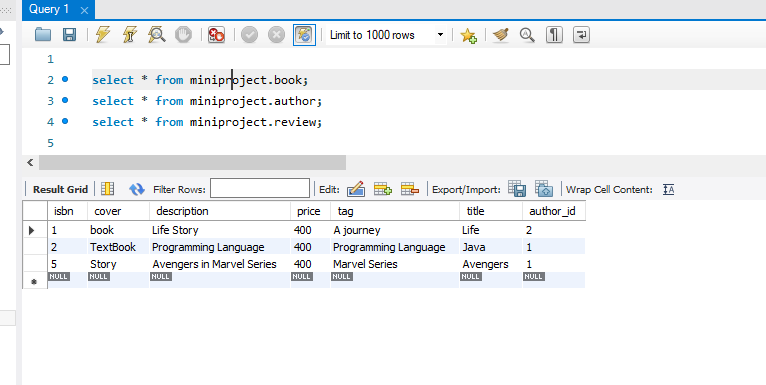 Query 1
Limit to 1000 rows
1
2 select * from miniproject.book;
3 select * from miniproject.author;
4 select * from miniproject.review;
5
Result Grid Filter Rows: Edit: Export/Import: Wrap Cell Content:
isbn cover description price tag title author_id
1 book Life Story 400 A journey Life 2
2 TextBook Programming Language 400 Programming Language Java 1
5 Story Avengers in Marvel Series 400 Marvel Series Avengers 1
NULL NULL NULL NULL NULL NULL NULL